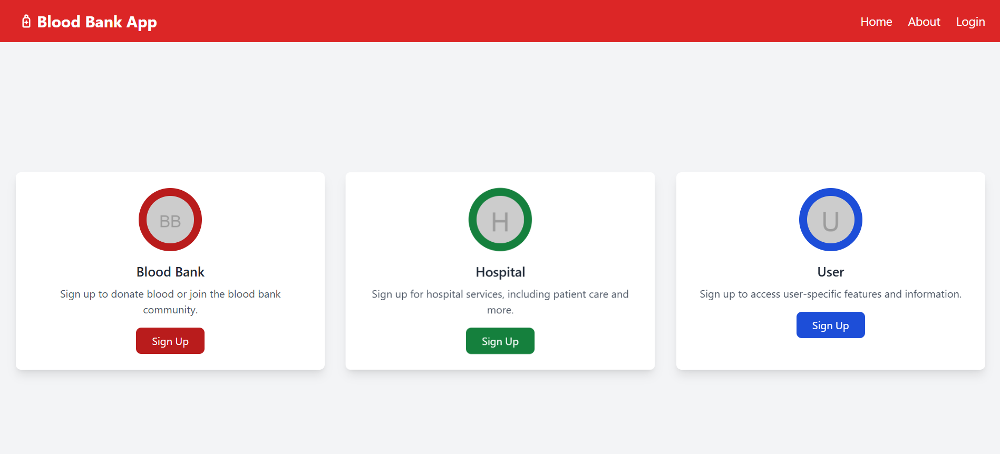 Blood Bank App
Home About Login
BB
Blood Bank
Sign up to donate blood or join the blood bank
community.
Sign Up
H
Hospital
Sign up for hospital services, including patient care and
more.
Sign Up
U
User
Sign up to access user-specific features and information.
Sign Up